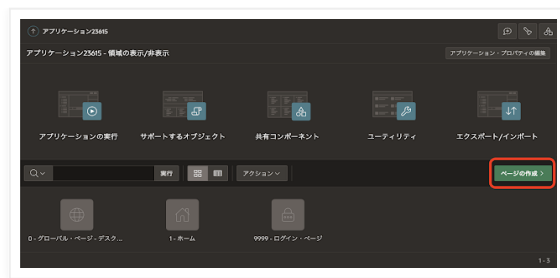 アプリケーション23615
アプリケーション23615 - 領域の表示/非表示
アプリケーション・プロパティの編集
アプリケーションの実行
サポートするオブジェクト
共有コンポーネント
ユーティリティ
エクスポート/インポート
実行
アクション
ページの作成 >
0 - グローバル・ページ - デスク...
1 - ホーム
9999 - ログイン・ページ
1 - 3